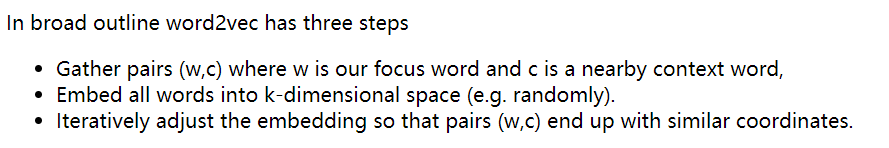 In broad outline word2vec has three steps
• Gather pairs (w,c) where w is our focus word and c is a nearby context word,
• Embed all words into k-dimensional space (e.g. randomly).
• Iteratively adjust the embedding so that pairs (w,c) end up with similar coordinates.